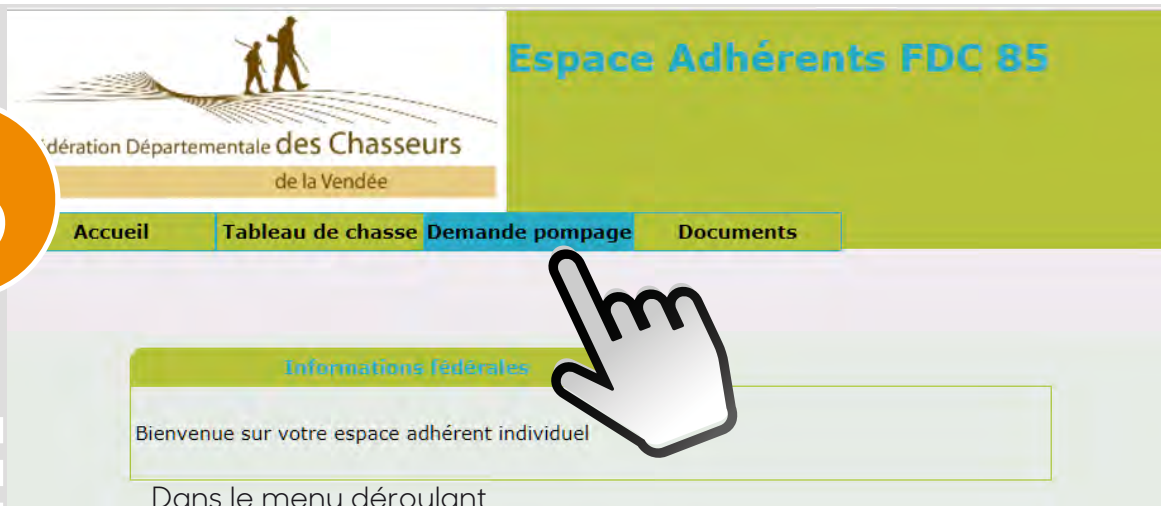 Espace Adhérents FDC 85
dération Départementale des Chasseurs
de la Vendée
Accueil Tableau de chasse Demande pompage Documents
Informations fédérales
Bienvenue sur votre espace adhérent individuel
Dans le menu déroulant